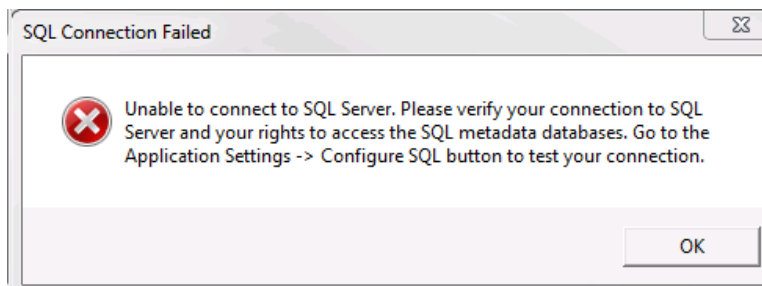 SQL Connection Failed
Unable to connect to SQL Server. Please verify your connection to SQL
Server and your rights to access the SQL metadata databases. Go to the
Application Settings -> Configure SQL button to test your connection.
OK